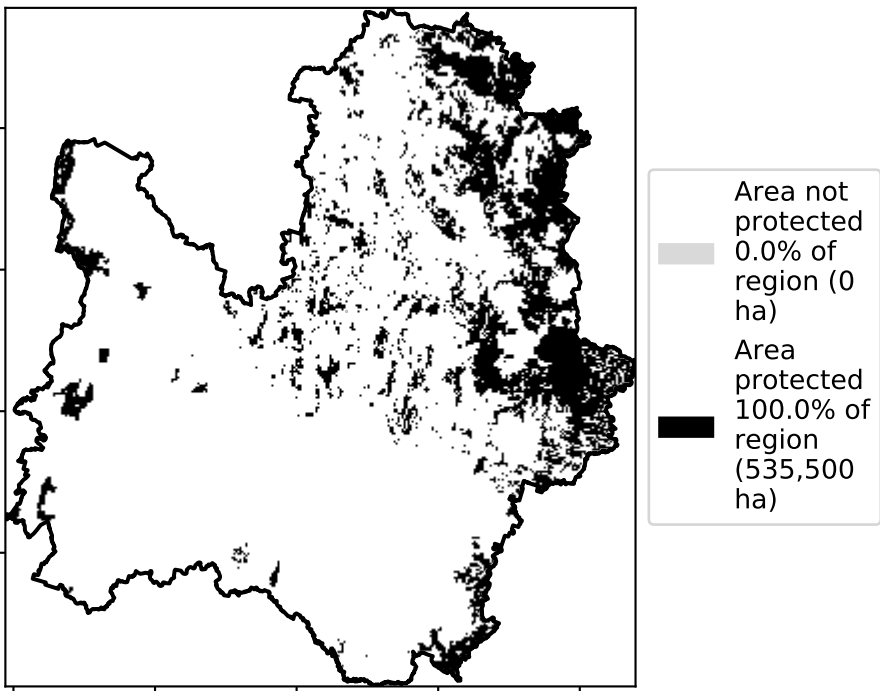 Area not
protected
0.0% of
region (0
ha)
Area
protected
100.0% of
region
(535,500
ha)